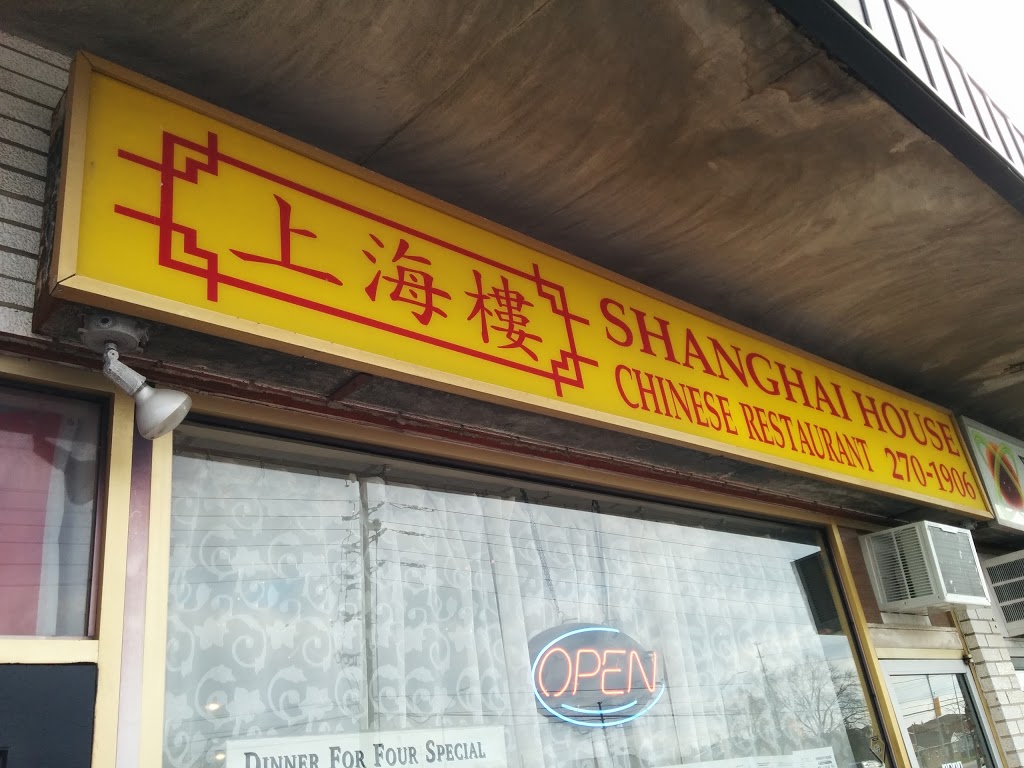 上海樓
SHANGHAI HOUSE
CHINESE RESTAURANT 270-1906
OPEN
DINNER FOR FOUR SPECIAL